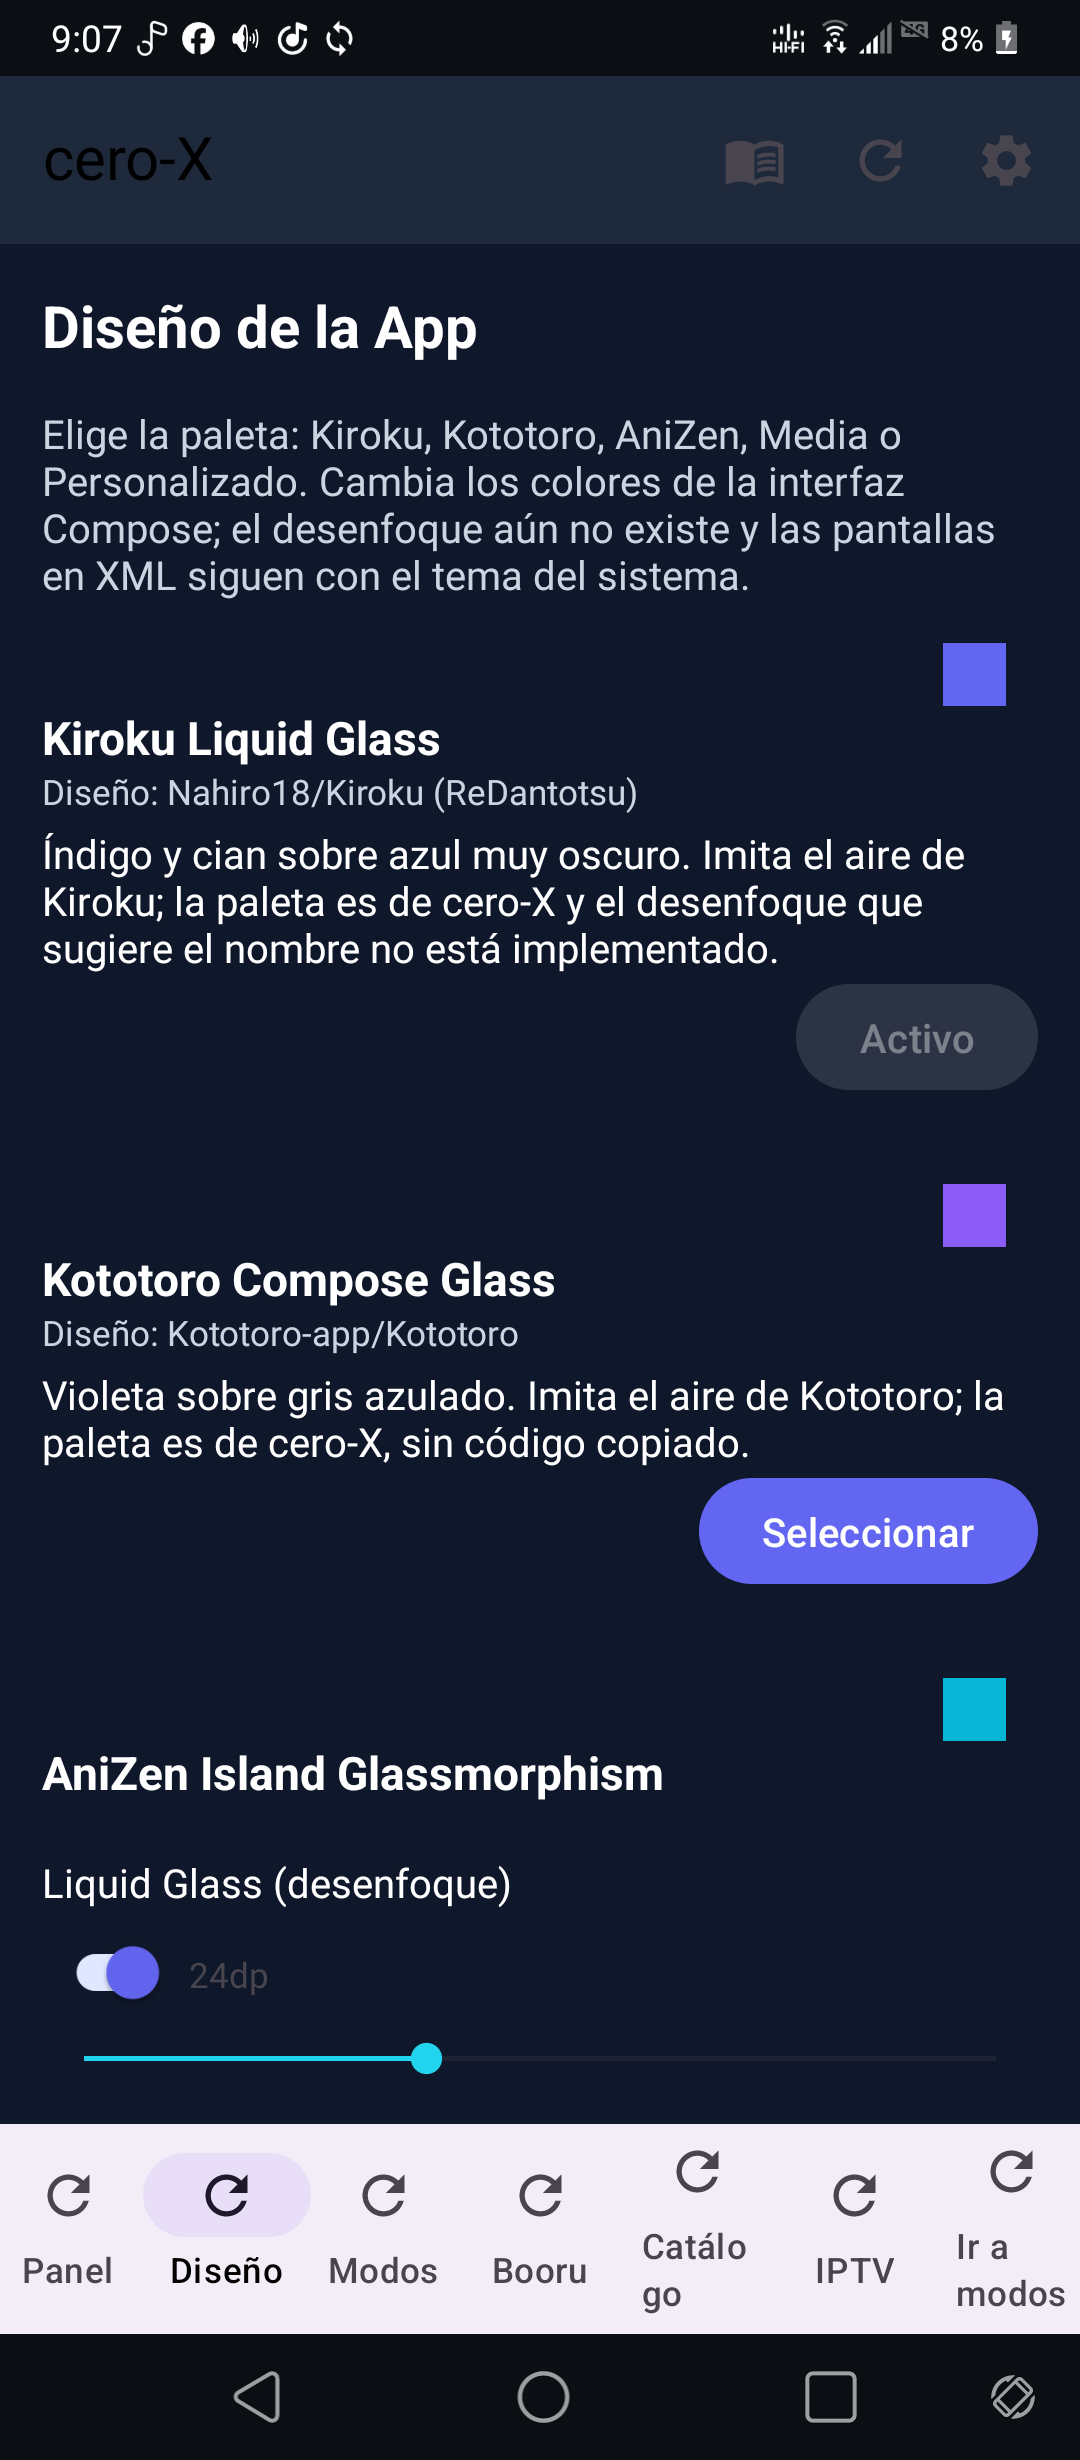 9:07
HI-FI
4G
8%
cero-X
Diseño de la App
Elige la paleta: Kiroku, Kototoro, AniZen, Media o
Personalizado. Cambia los colores de la interfaz
Compose; el desenfoque aún no existe y las pantallas
en XML siguen con el tema del sistema.
Kiroku Liquid Glass
Diseño: Nahiro18/Kiroku (ReDantotsu)
Índigo y cian sobre azul muy oscuro. Imita el aire de
Kiroku; la paleta es de cero-X y el desenfoque que
sugiere el nombre no está implementado.
Activo
Kototoro Compose Glass
Diseño: Kototoro-app/Kototoro
Violeta sobre gris azulado. Imita el aire de Kototoro; la
paleta es de cero-X, sin código copiado.
Seleccionar
AniZen Island Glassmorphism
Liquid Glass (desenfoque)
24dp
Panel
Diseño
Modos
Booru
Catálo
go
IPTV
Ir a
modos